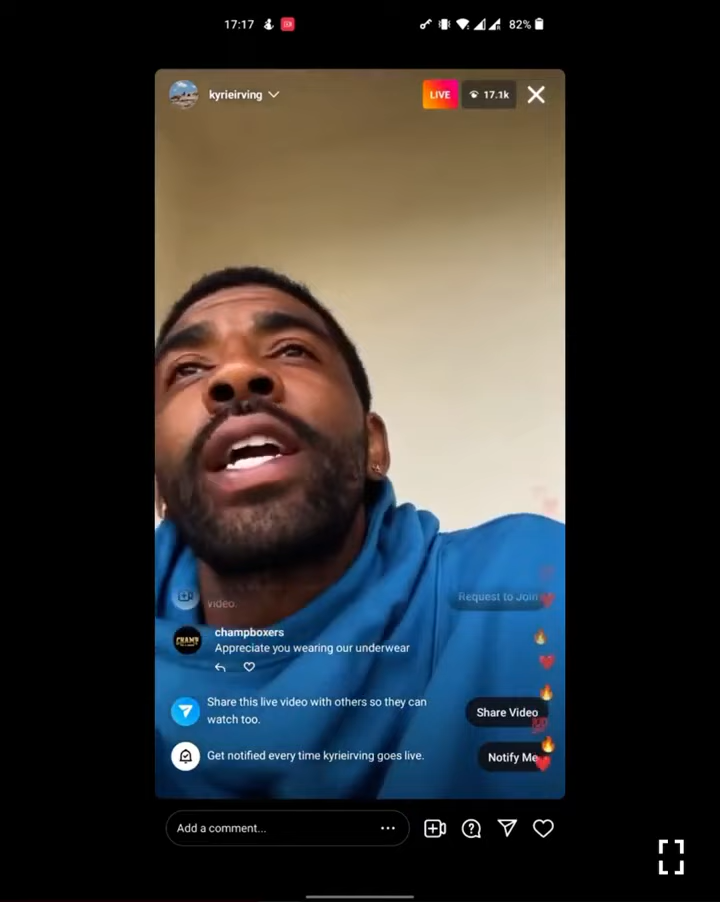 17:17
82%
kyrieirving
LIVE
17.1k
video.
Request to Join
champboxers
CHAMP
Appreciate you wearing our underwear
Share this live video with others so they can
watch too.
Share Video
Get notified every time kyrieirving goes live.
Notify Me
Add a comment...